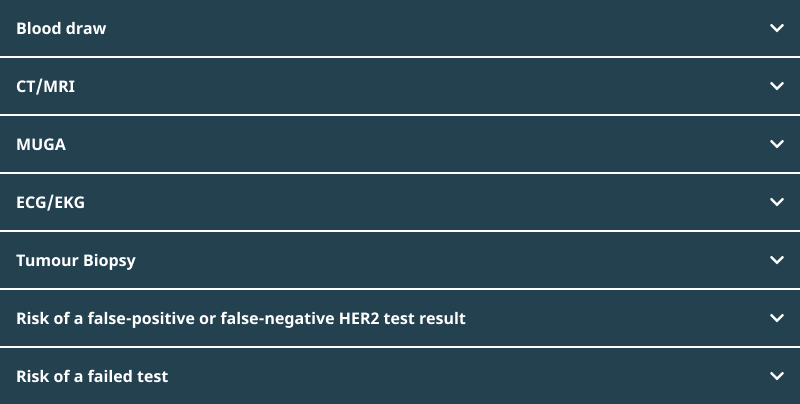 Blood draw
CT/MRI
MUGA
ECG/EKG
Tumour Biopsy
Risk of a false-positive or false-negative HER2 test result
Risk of a failed test